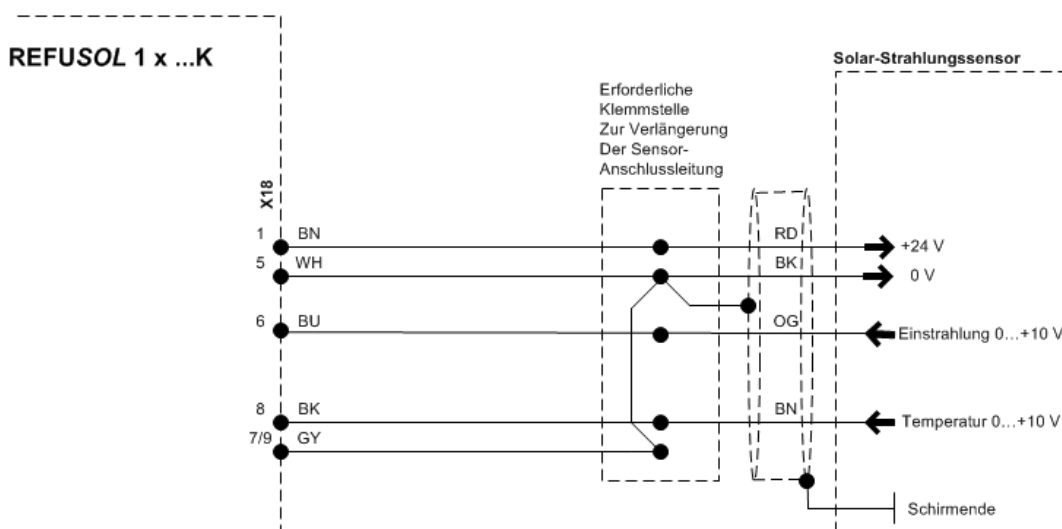 REFUSOL 1 x ...K
Solar-Strahlungssensor
Erforderliche
Klemmstelle
Zur Verlängerung
Der Sensor-
Anschlussleitung
X18
1 BN RD +24 V
5 WH BK 0 V
6 BU OG Einstrahlung 0...+10 V
8 BK BN Temperatur 0...+10 V
7/9 GY
Schirmende